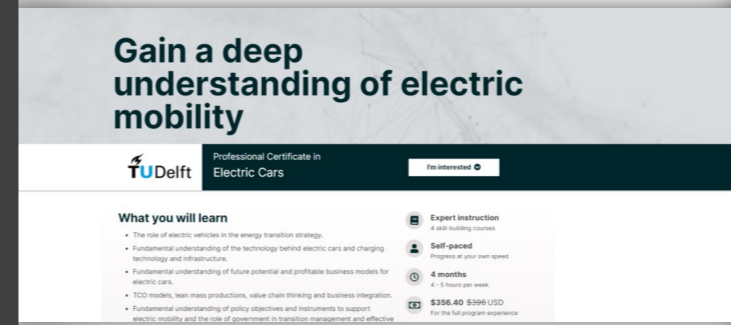 Gain a deep
understanding of electric
mobility
TUDelft
Professional Certificate in
Electric Cars
I'm interested
What you will learn
• The role of electric vehicles in the energy transition strategy.
• Fundamental understanding of the technology behind electric cars and charging
technology and infrastructure.
• Fundamental understanding of future potential and profitable business models for
electric cars.
• TCO models, lean mass productions, value chain thinking and business integration.
• Fundamental understanding of policy objectives and instruments to support
electric mobility and the role of government in transition management and effective
Expert instruction
4 skill-building courses
Self-paced
Progress at your own speed
4 months
4 - 5 hours per week
$356.40 $396 USD
For the full program experience